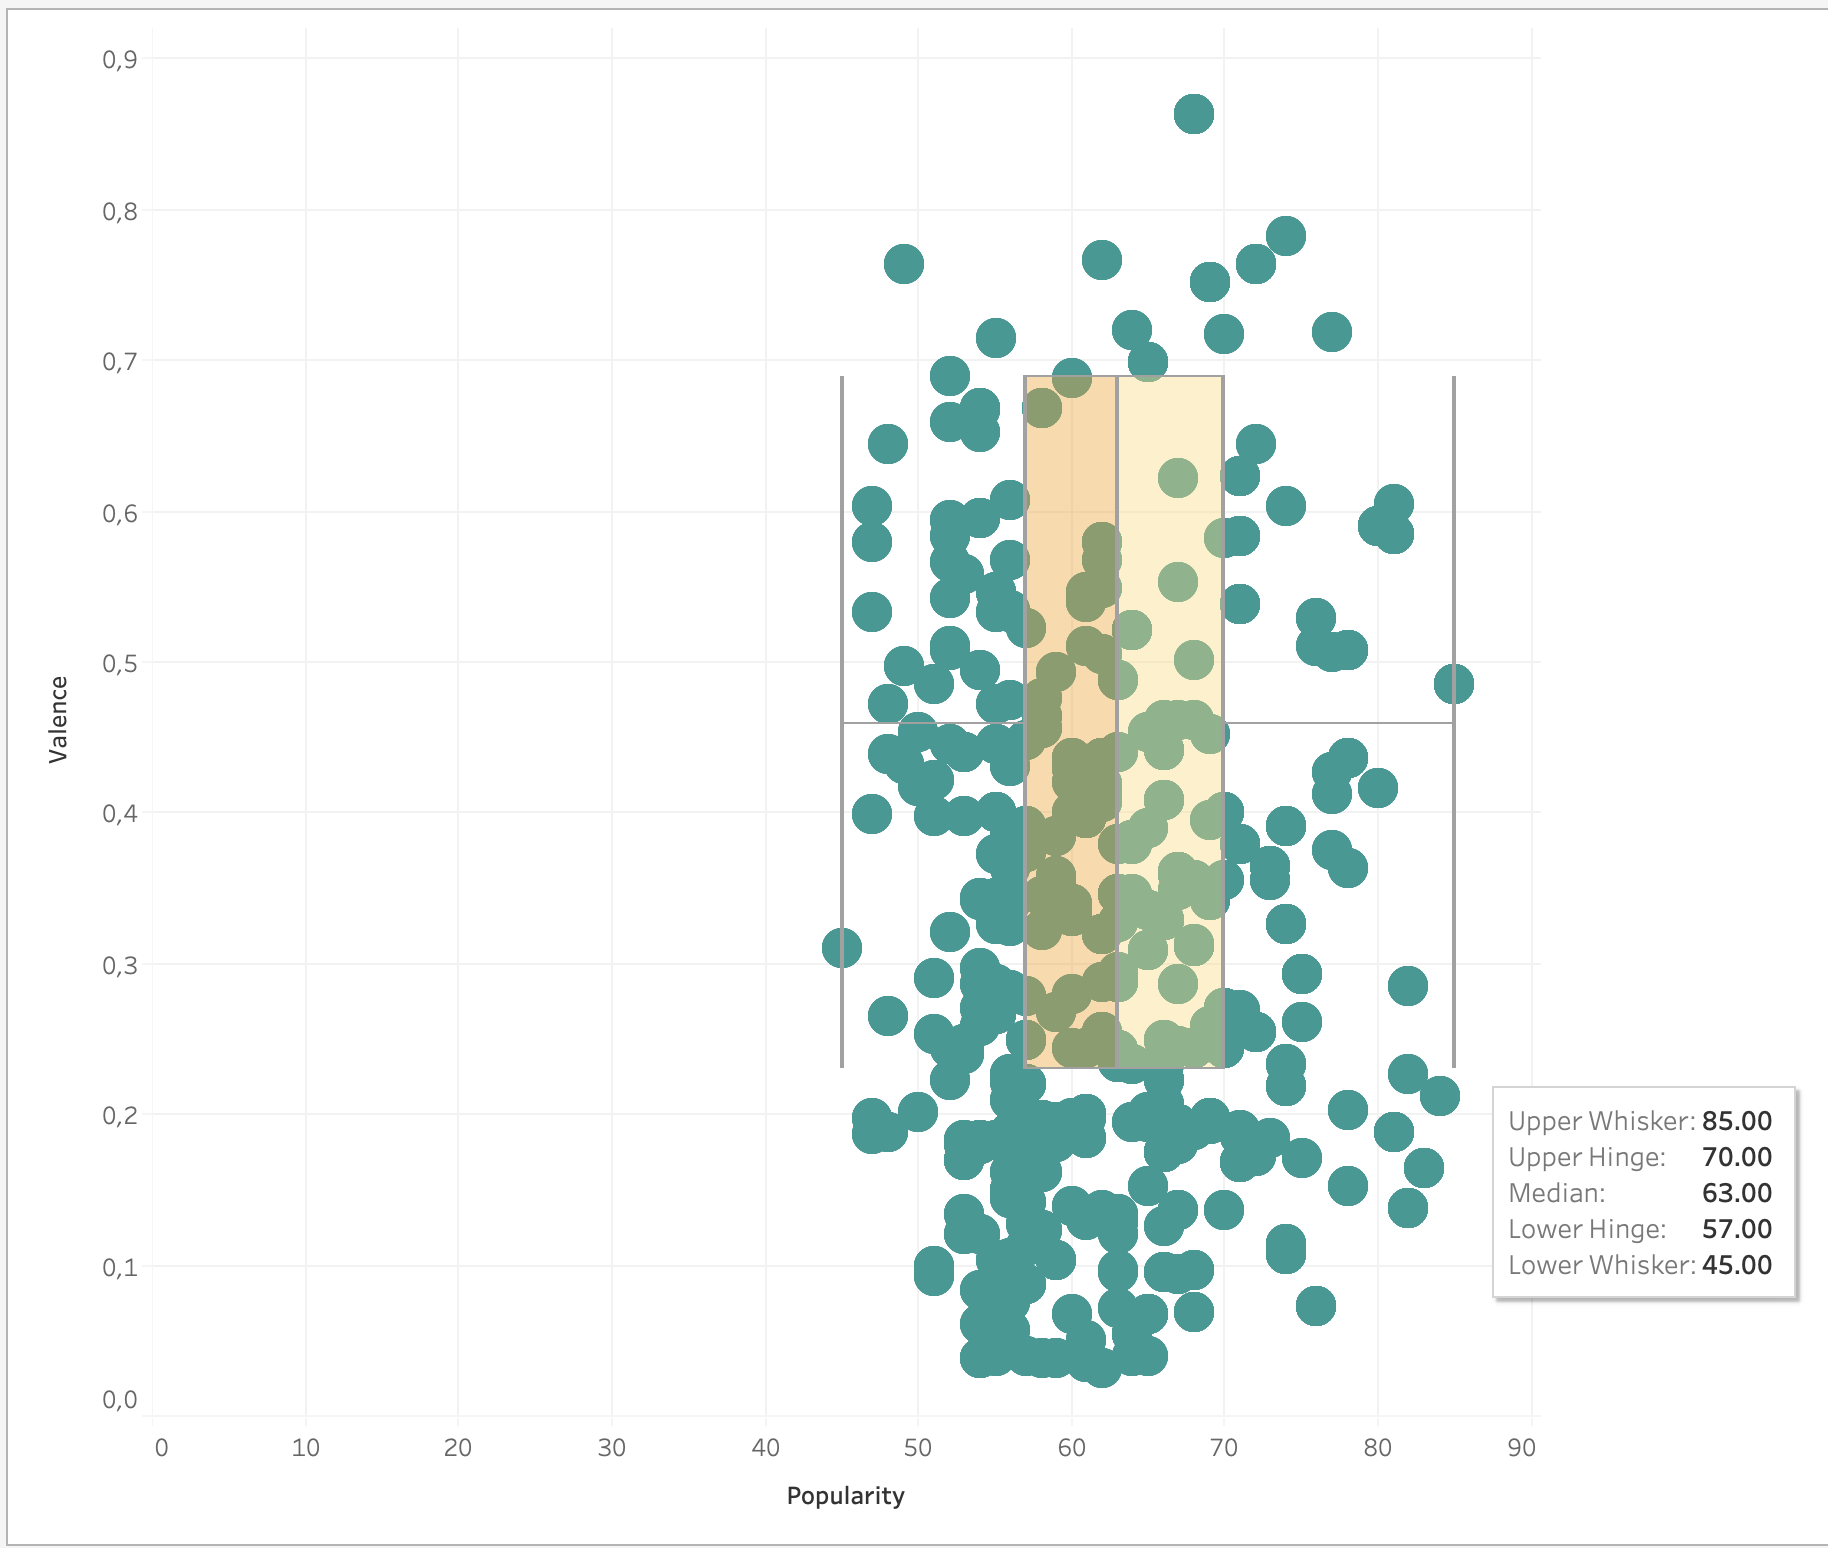 0,9
0,8
0,7
0,6
0,5
0,4
0,3
0,2
0,1
0,0
Valence
0 10 20 30 40 50 60 70 80 90
Popularity
Upper Whisker: 85.00
Upper Hinge: 70.00
Median: 63.00
Lower Hinge: 57.00
Lower Whisker: 45.00